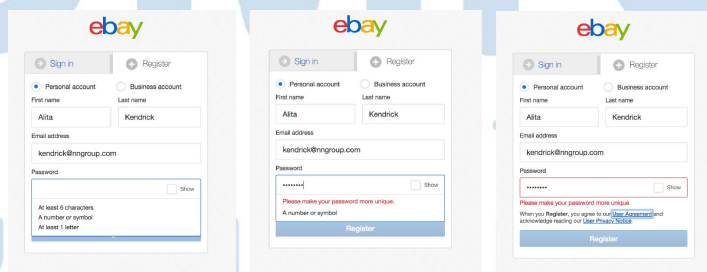 ebay
Sign in
Register
Personal account
Business account
First name
Last name
Alita
Kendrick
Email address
kendrick@nngroup.com
Password
Show
At least 6 characters
A number or symbol
At least 1 letter
ebay
Sign in
Register
Personal account
Business account
First name
Last name
Alita
Kendrick
Email address
kendrick@nngroup.com
Password
••••••••
Show
Please make your password more unique.
A number or symbol
Register
ebay
Sign in
Register
Personal account
Business account
First name
Last name
Alita
Kendrick
Email address
kendrick@nngroup.com
Password
••••••••
Show
Please make your password more unique.
When you Register, you agree to our User Agreement and
acknowledge reading our User Privacy Notice.
Register